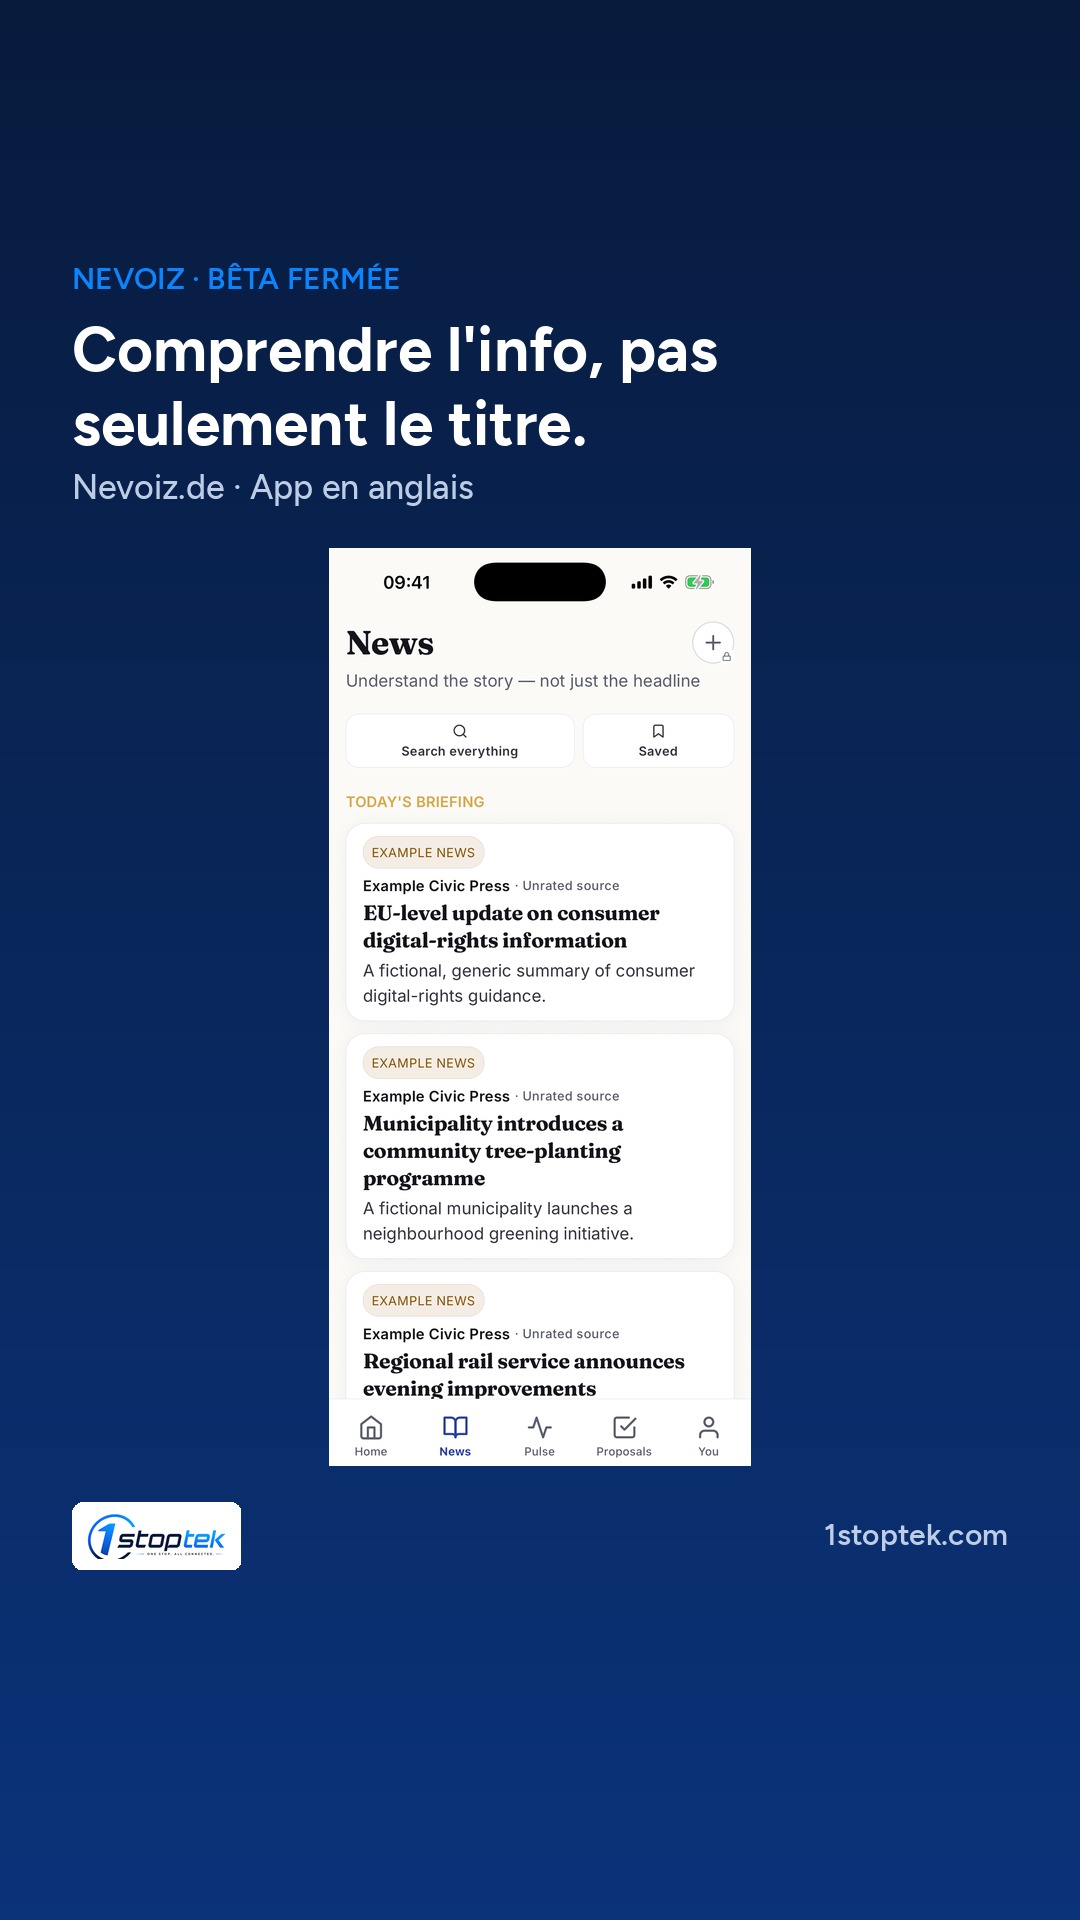 NEVOIZ · BÊTA FERMÉE
Comprendre l'info, pas
seulement le titre.
Nevoiz.de · App en anglais
09:41
News
Understand the story — not just the headline
Search everything
Saved
TODAY'S BRIEFING
EXAMPLE NEWS
Example Civic Press · Unrated source
EU-level update on consumer
digital-rights information
A fictional, generic summary of consumer
digital-rights guidance.
EXAMPLE NEWS
Example Civic Press · Unrated source
Municipality introduces a
community tree-planting
programme
A fictional municipality launches a
neighbourhood greening initiative.
EXAMPLE NEWS
Example Civic Press · Unrated source
Regional rail service announces
evening improvements
Home
News
Pulse
Proposals
You
1stoptek
ONE STOP. ALL CONNECTED.
1stoptek.com